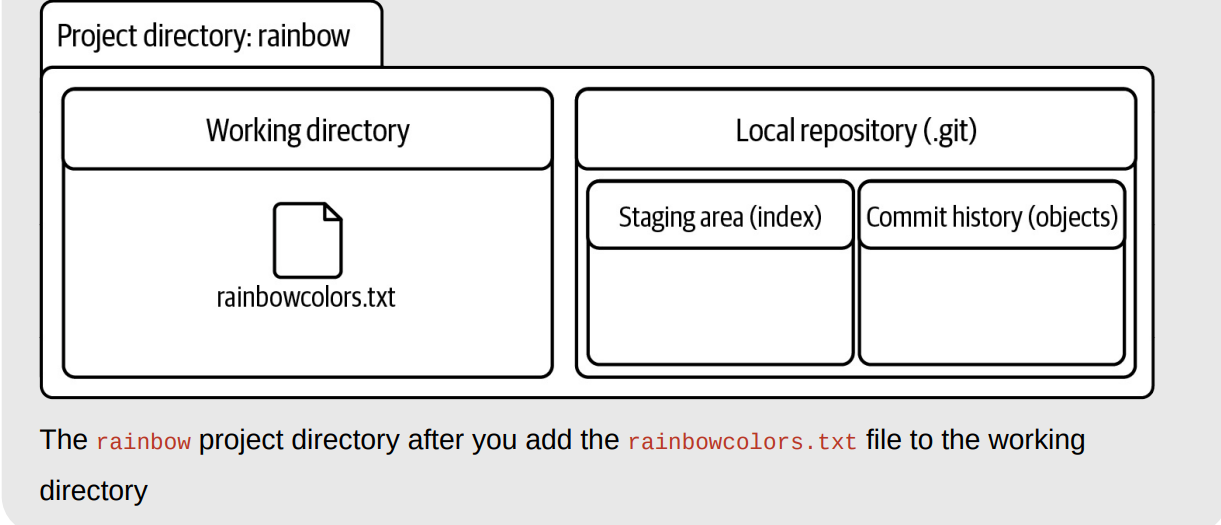 Project directory: rainbow
Working directory
Local repository (.git)
Staging area (index)
Commit history (objects)
rainbowcolors.txt
The rainbow project directory after you add the rainbowcolors.txt file to the working
directory